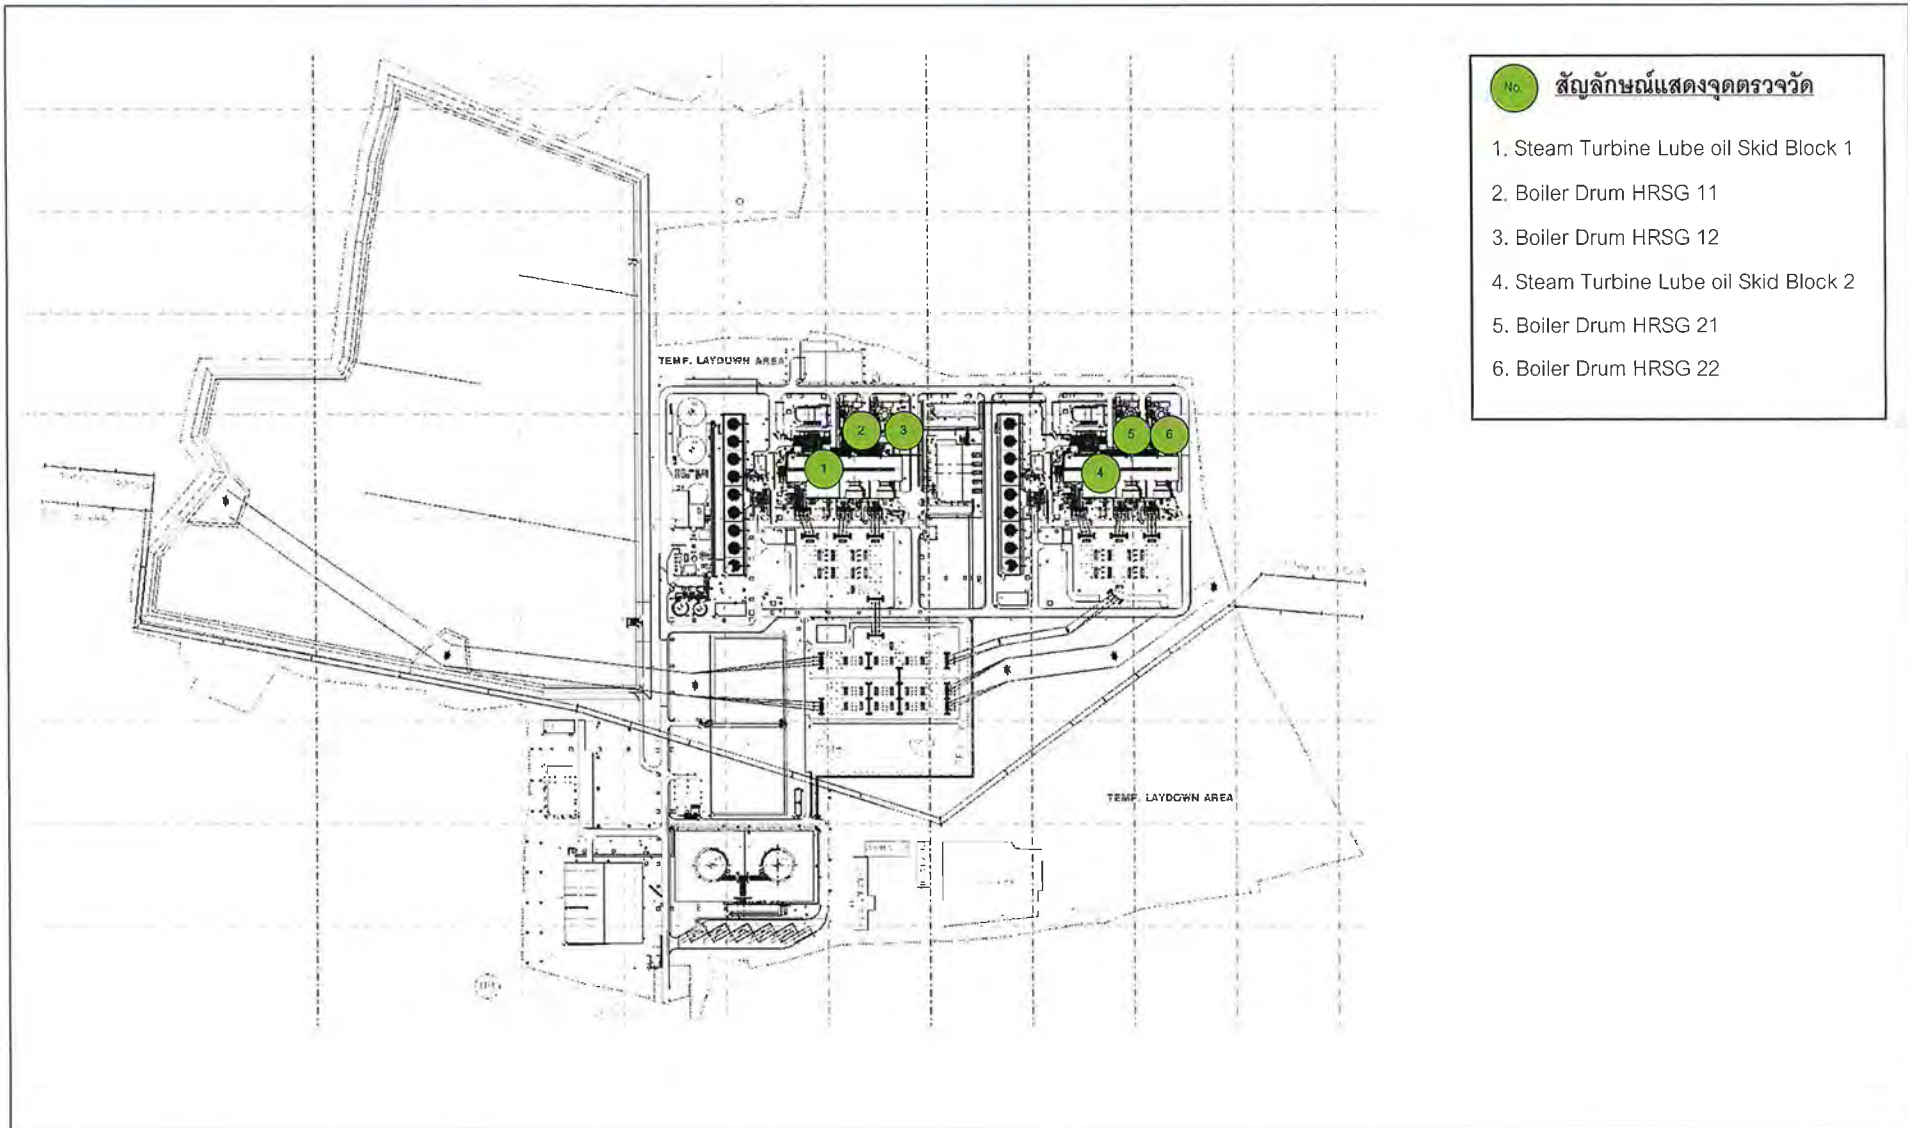 No.
สัญลักษณ์แสดงจุดตรวจวัด
1. Steam Turbine Lube oil Skid Block 1
2. Boiler Drum HRSG 11
3. Boiler Drum HRSG 12
4. Steam Turbine Lube oil Skid Block 2
5. Boiler Drum HRSG 21
6. Boiler Drum HRSG 22
TEMP. LAYDOWN AREA
2
3
5
6
1
4
TEMP. LAYDOWN AREA